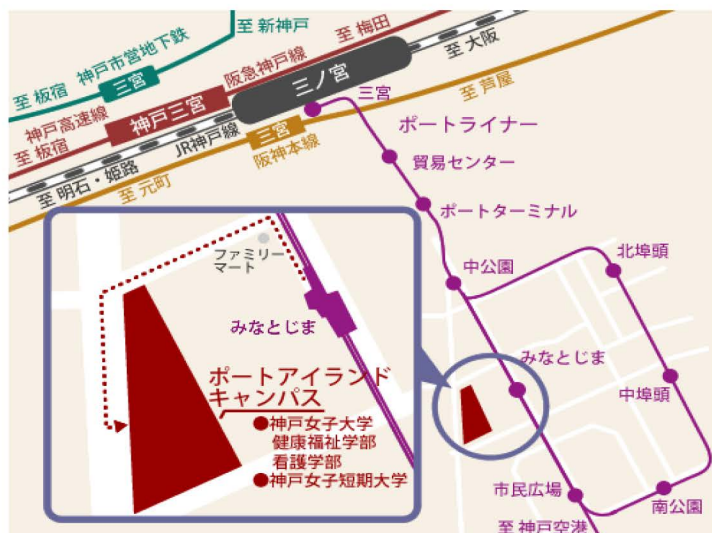 至 新神戸
至 梅田
至 大阪
神戸市営地下鉄
三宮
至 板宿
阪急神戸線
三ノ宮
神戸三宮
神戸高速線
至 板宿
三宮
至 芦屋
JR神戸線
三宮
阪神本線
至 明石・姫路
至 元町
ポートライナー
貿易センター
ポートターミナル
中公園
北埠頭
みなとじま
中埠頭
市民広場
南公園
至 神戸空港
ファミリー
マート
みなとじま
ポートアイランド
キャンパス
●神戸女子大学
健康福祉学部
看護学部
●神戸女子短期大学